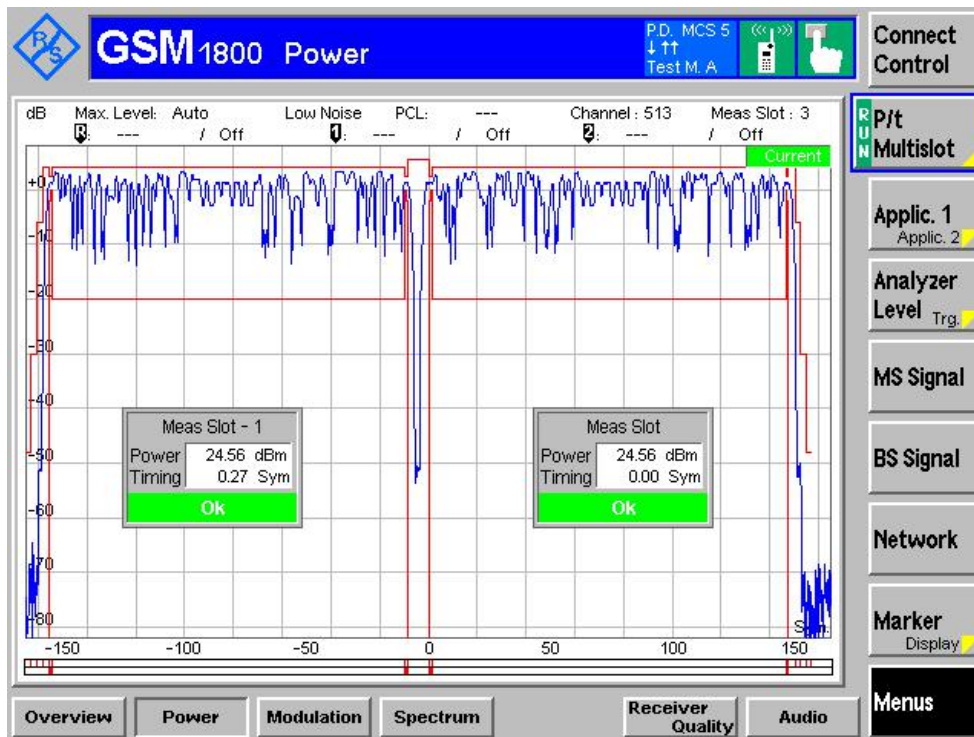 R/S
GSM 1800 Power
P.D. MCS 5
↓ ↑↑
Test M. A
Connect
Control
dB Max. Level: Auto Low Noise PCL: --- Channel : 513 Meas Slot : 3
R: --- / Off 1: --- / Off 2: --- / Off
RUN
P/t
Multislot
Current
+0
-10
-20
-30
-40
-50
-60
-70
-80
Applic. 1
Applic. 2
Analyzer
Level Trg.
MS Signal
BS Signal
Network
Marker
Display
Menus
Meas Slot - 1
Power 24.56 dBm
Timing 0.27 Sym
Ok
Meas Slot
Power 24.56 dBm
Timing 0.00 Sym
Ok
-150 -100 -50 0 50 100 150
Overview Power Modulation Spectrum Receiver Quality Audio